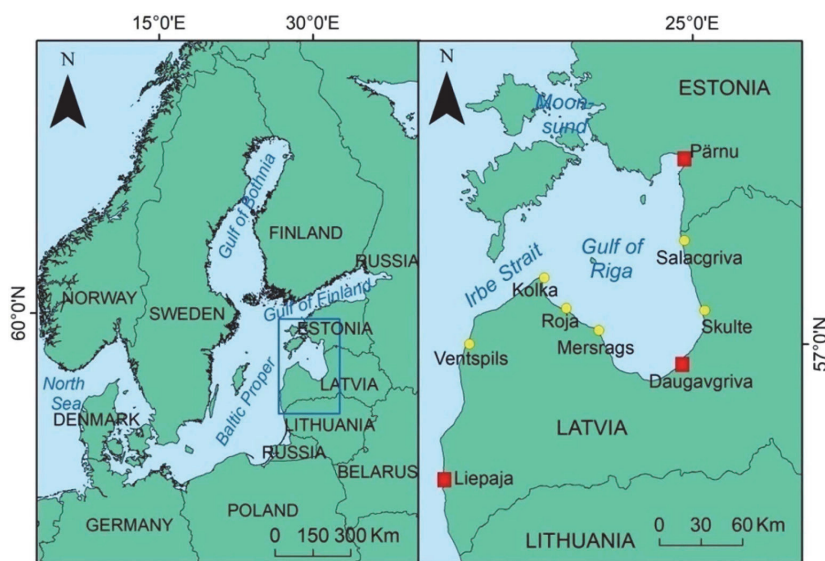 15°0'E
30°0'E
N
60°0'N
Gulf of Bothnia
FINLAND
RUSSIA
NORWAY
SWEDEN
Gulf of Finland
ESTONIA
North
Sea
Baltic Proper
LATVIA
DENMARK
LITHUANIA
RUSSIA
BELARUS
POLAND
GERMANY
0 150 300 Km
25°0'E
N
ESTONIA
Moon-
sund
Pärnu
Gulf of
Riga
Salacgriva
Irbe Strait
Kolka
Roja
Skulte
Mersrags
Ventspils
57°0'N
Daugavgriva
LATVIA
Liepaja
0 30 60 Km
LITHUANIA